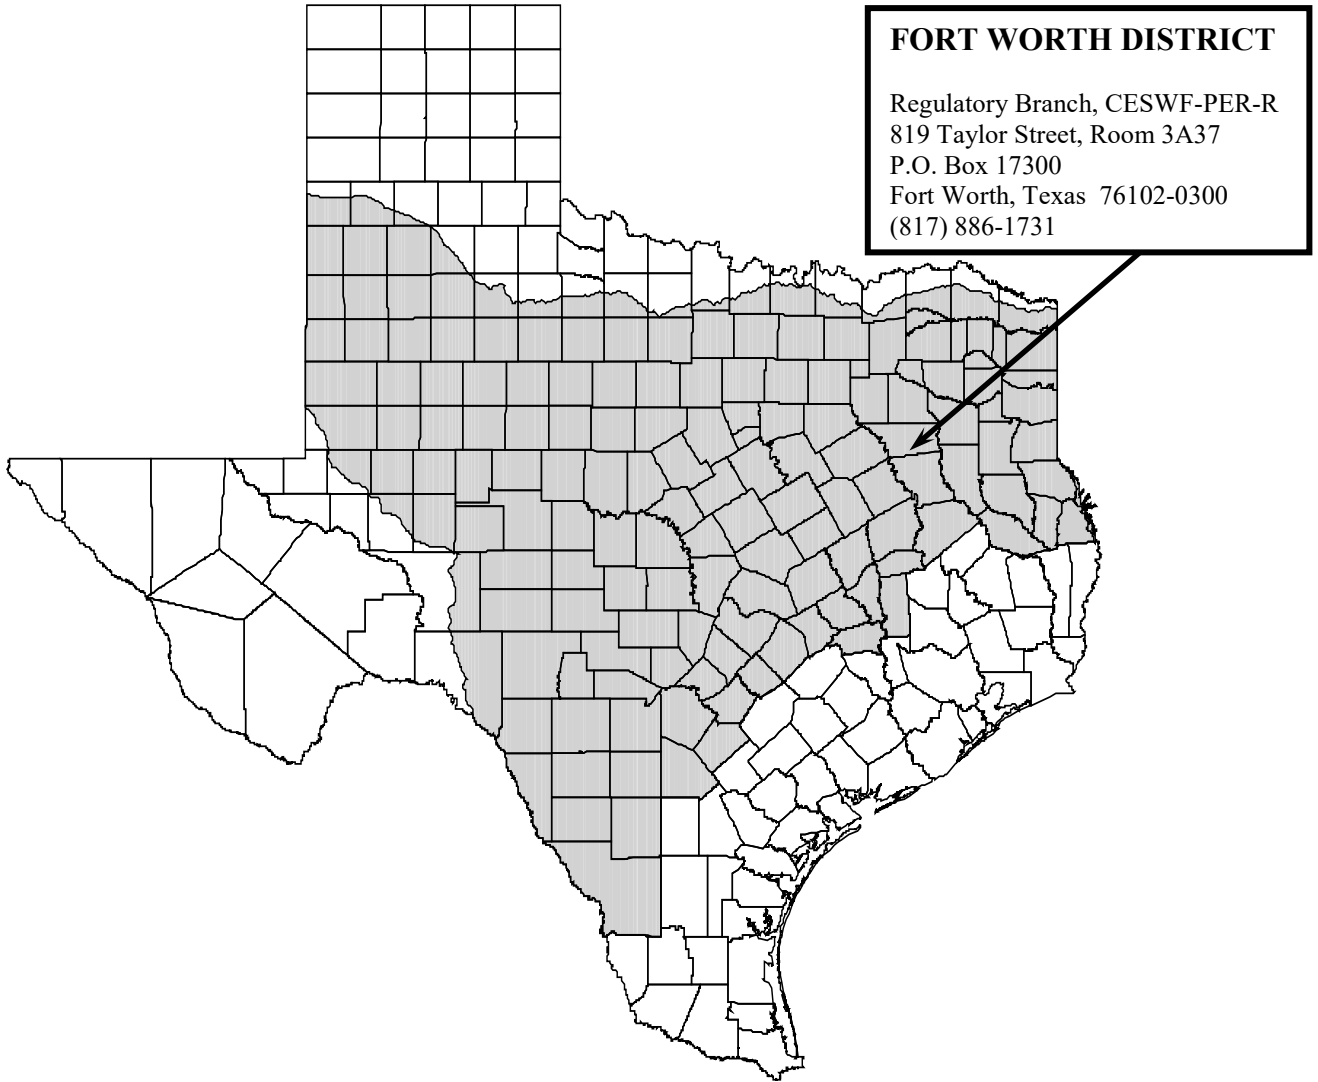 FORT WORTH DISTRICT
Regulatory Branch, CESWF-PER-R
819 Taylor Street, Room 3A37
P.O. Box 17300
Fort Worth, Texas  76102-0300
(817) 886-1731